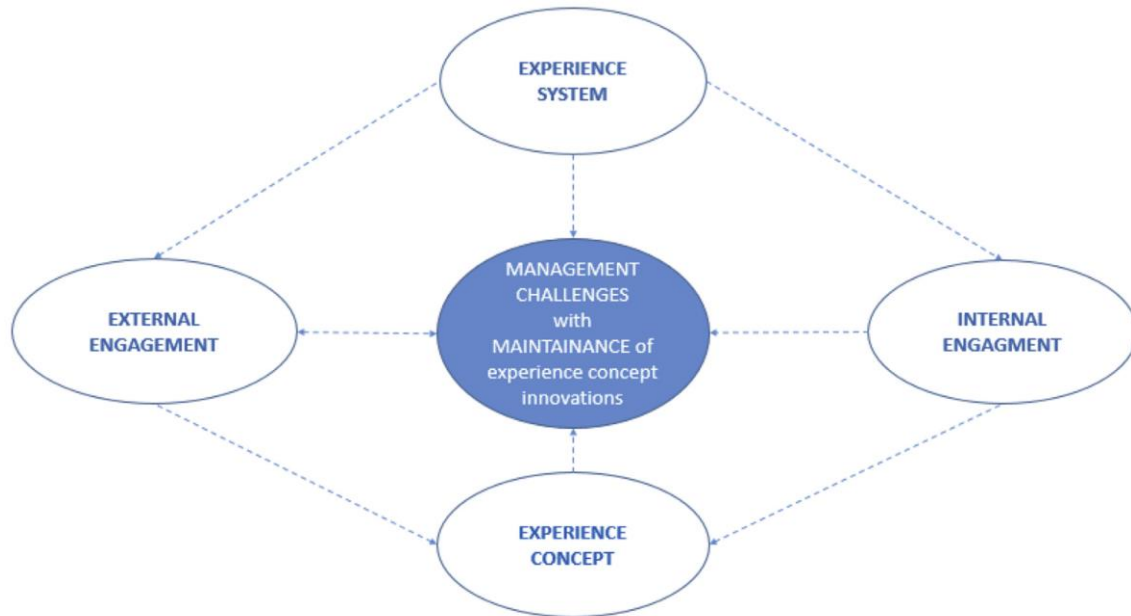 EXPERIENCE
SYSTEM
EXTERNAL
ENGAGEMENT
MANAGEMENT
CHALLENGES
with
MAINTAINANCE of
experience concept
innovations
INTERNAL
ENGAGMENT
EXPERIENCE
CONCEPT